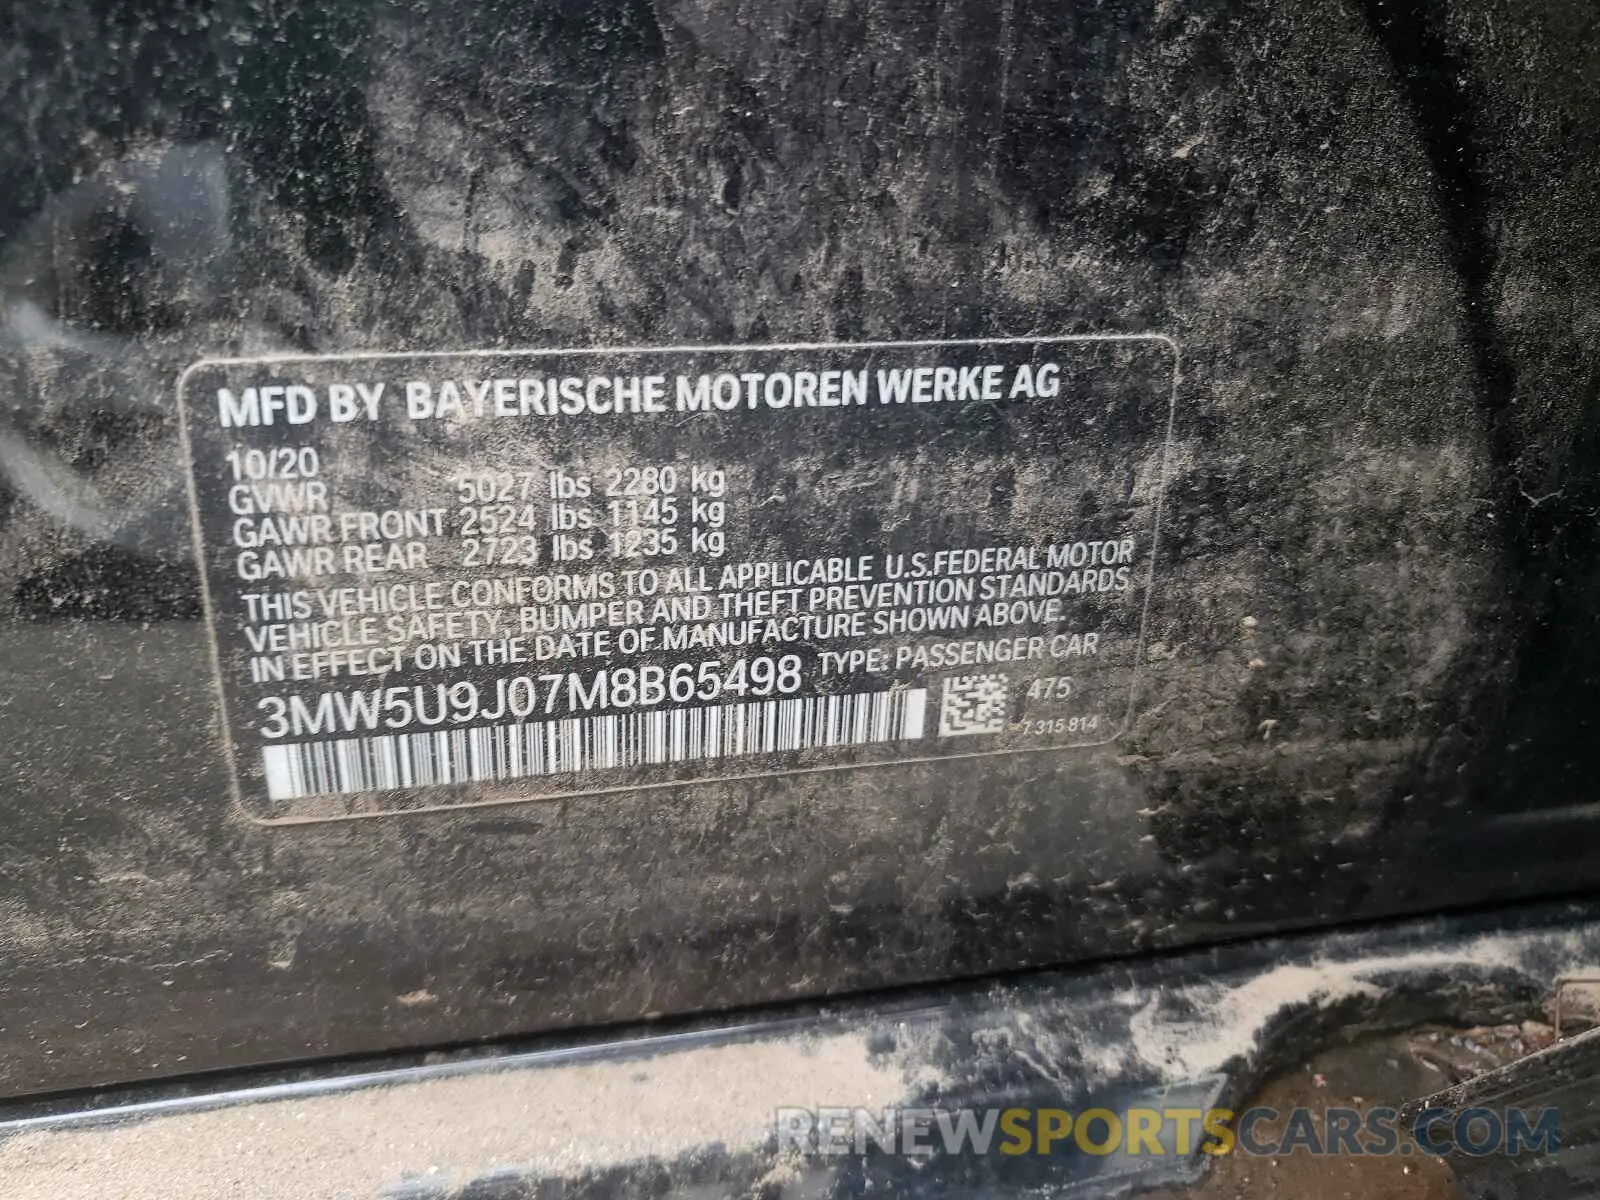 MFD BY BAYERISCHE MOTOREN WERKE AG
10/20
GVWR 5027 lbs 2280 kg
GAWR FRONT 2524 lbs 1145 kg
GAWR REAR 2723 lbs 1235 kg
THIS VEHICLE CONFORMS TO ALL APPLICABLE U.S.FEDERAL MOTOR
VEHICLE SAFETY, BUMPER AND THEFT PREVENTION STANDARDS
IN EFFECT ON THE DATE OF MANUFACTURE SHOWN ABOVE.
3MW5U9J07M8B65498 TYPE: PASSENGER CAR
475
7 315 814
RENEWSPORTSCARS.COM